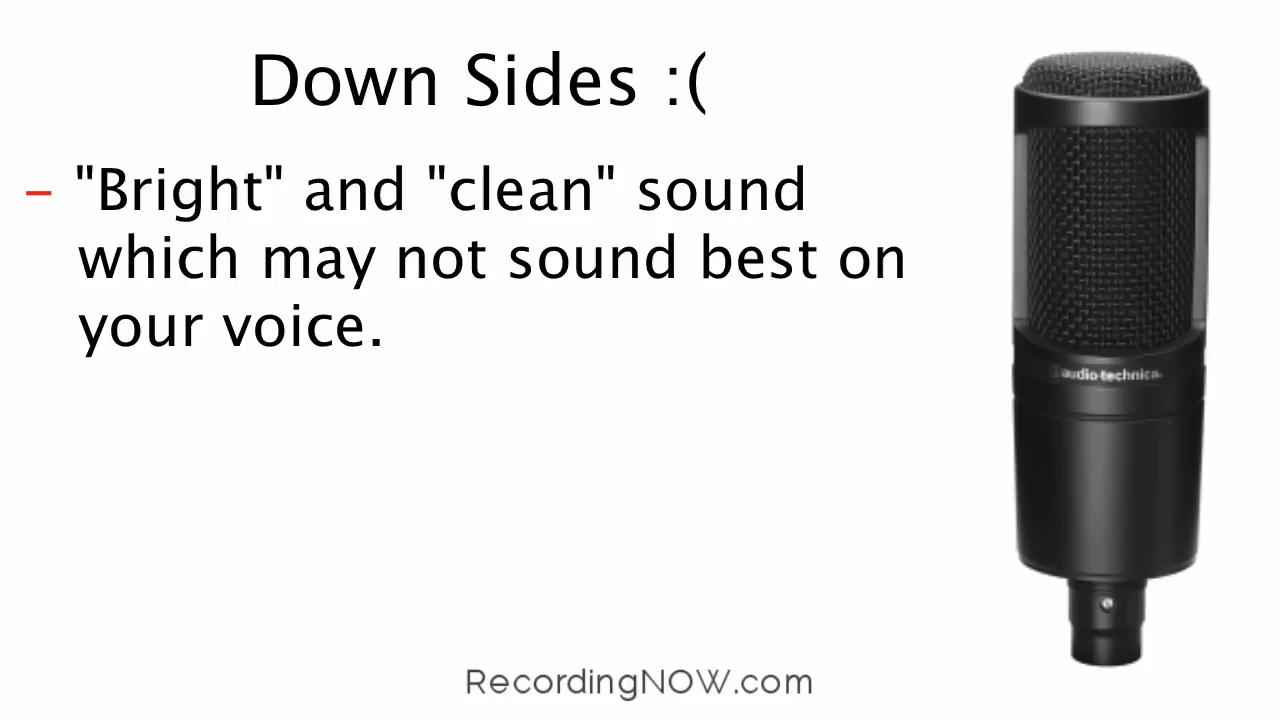 Down Sides :(
– "Bright" and "clean" sound
which may not sound best on
your voice.
audio-technica
RecordingNOW.com